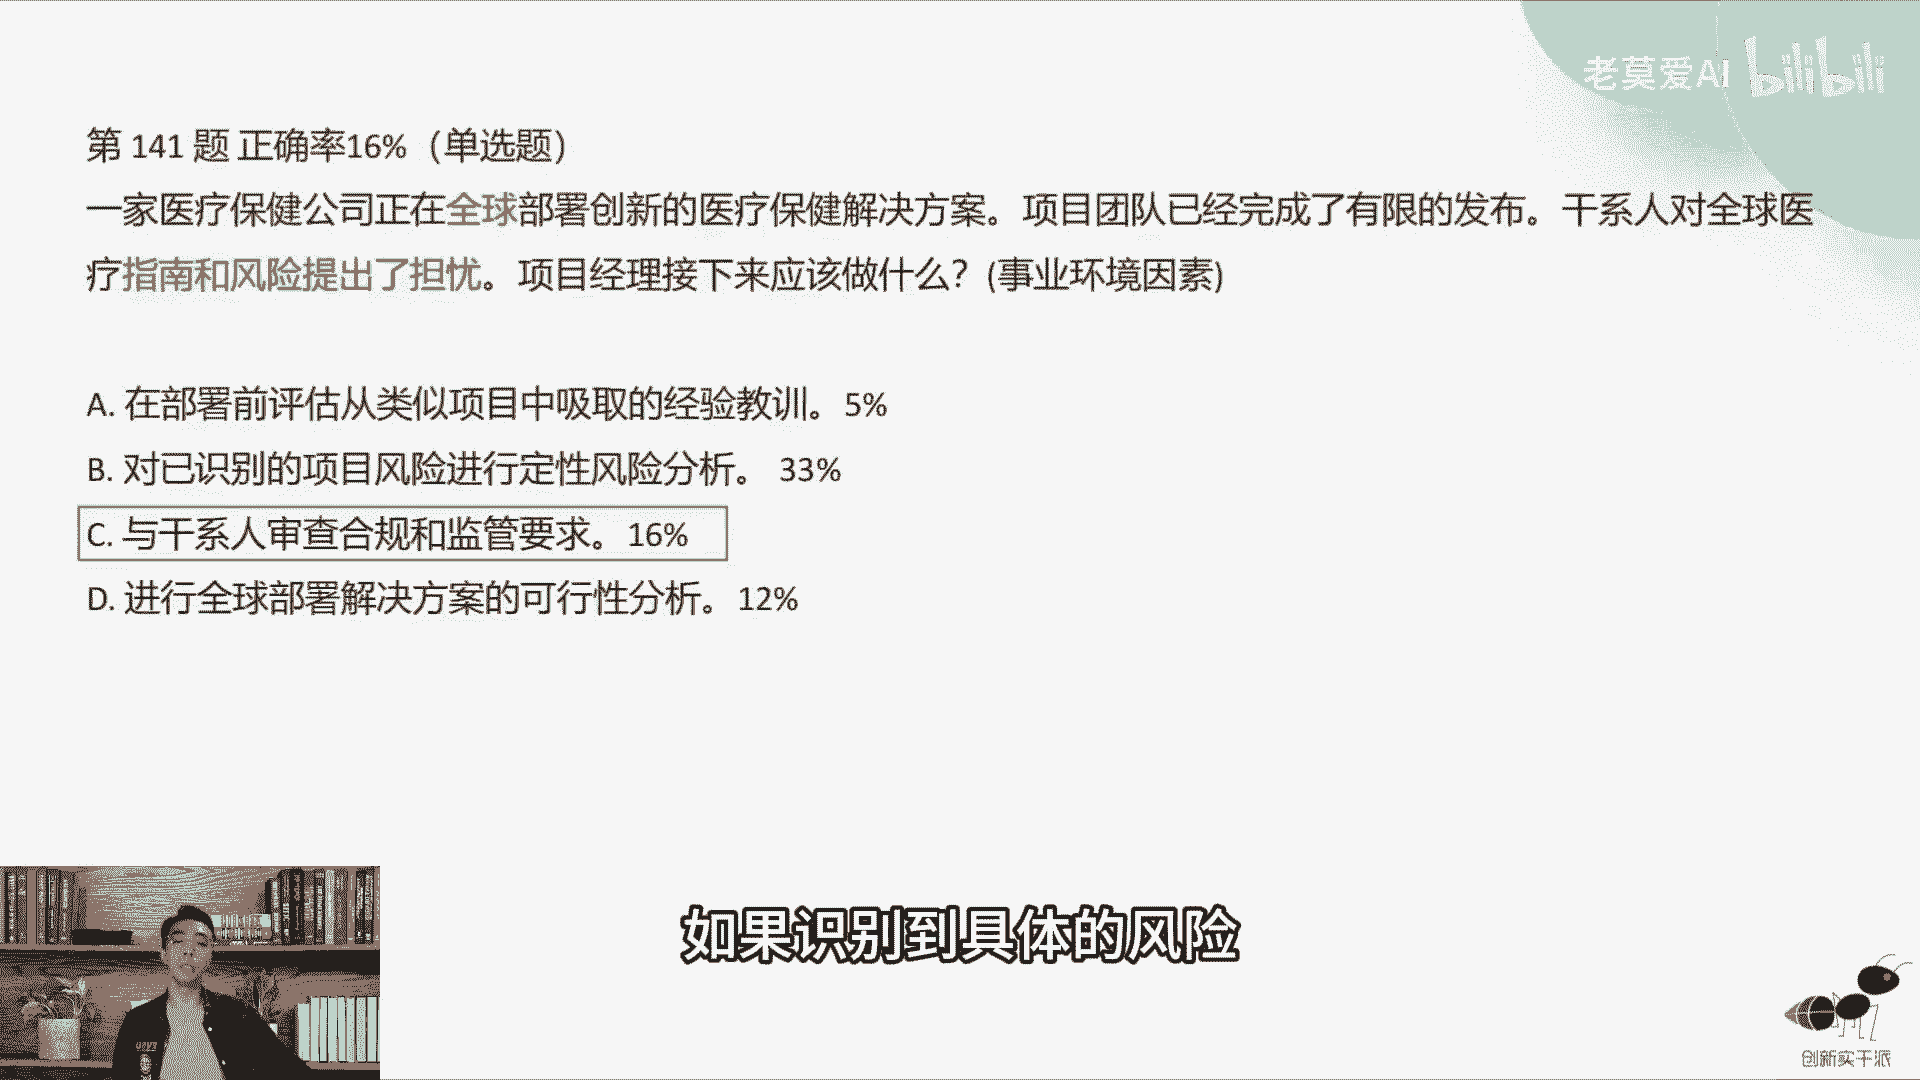 老莫爱AI bilibili
第 141 题 正确率16%（单选题）
一家医疗保健公司正在全球部署创新的医疗保健解决方案。项目团队已经完成了有限的发布。干系人对全球医
疗指南和风险提出了担忧。项目经理接下来应该做什么？(事业环境因素)
A. 在部署前评估从类似项目中吸取的经验教训。5%
B. 对已识别的项目风险进行定性风险分析。 33%
C. 与干系人审查合规和监管要求。16%
D. 进行全球部署解决方案的可行性分析。12%
如果识别到具体的风险
创新实干派